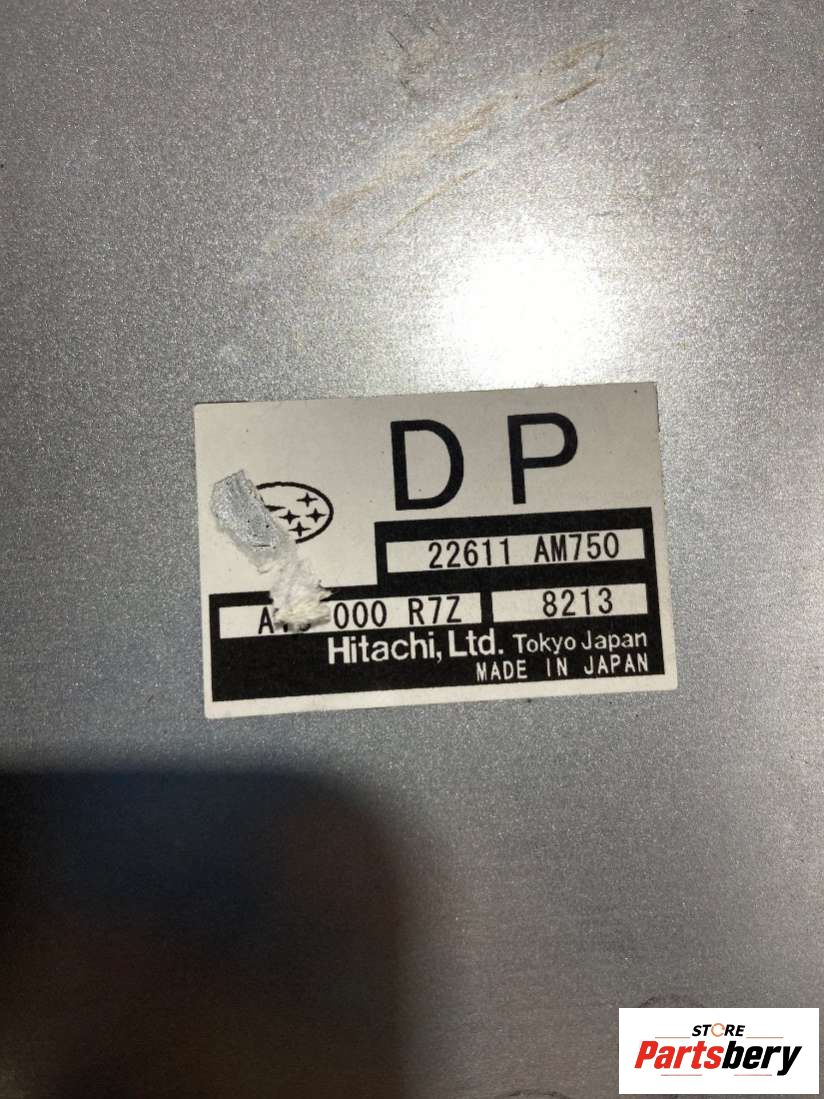 DP
22611 AM750
000 R7Z 8213
Hitachi, Ltd. Tokyo Japan
MADE IN JAPAN
STORE
Partsbery